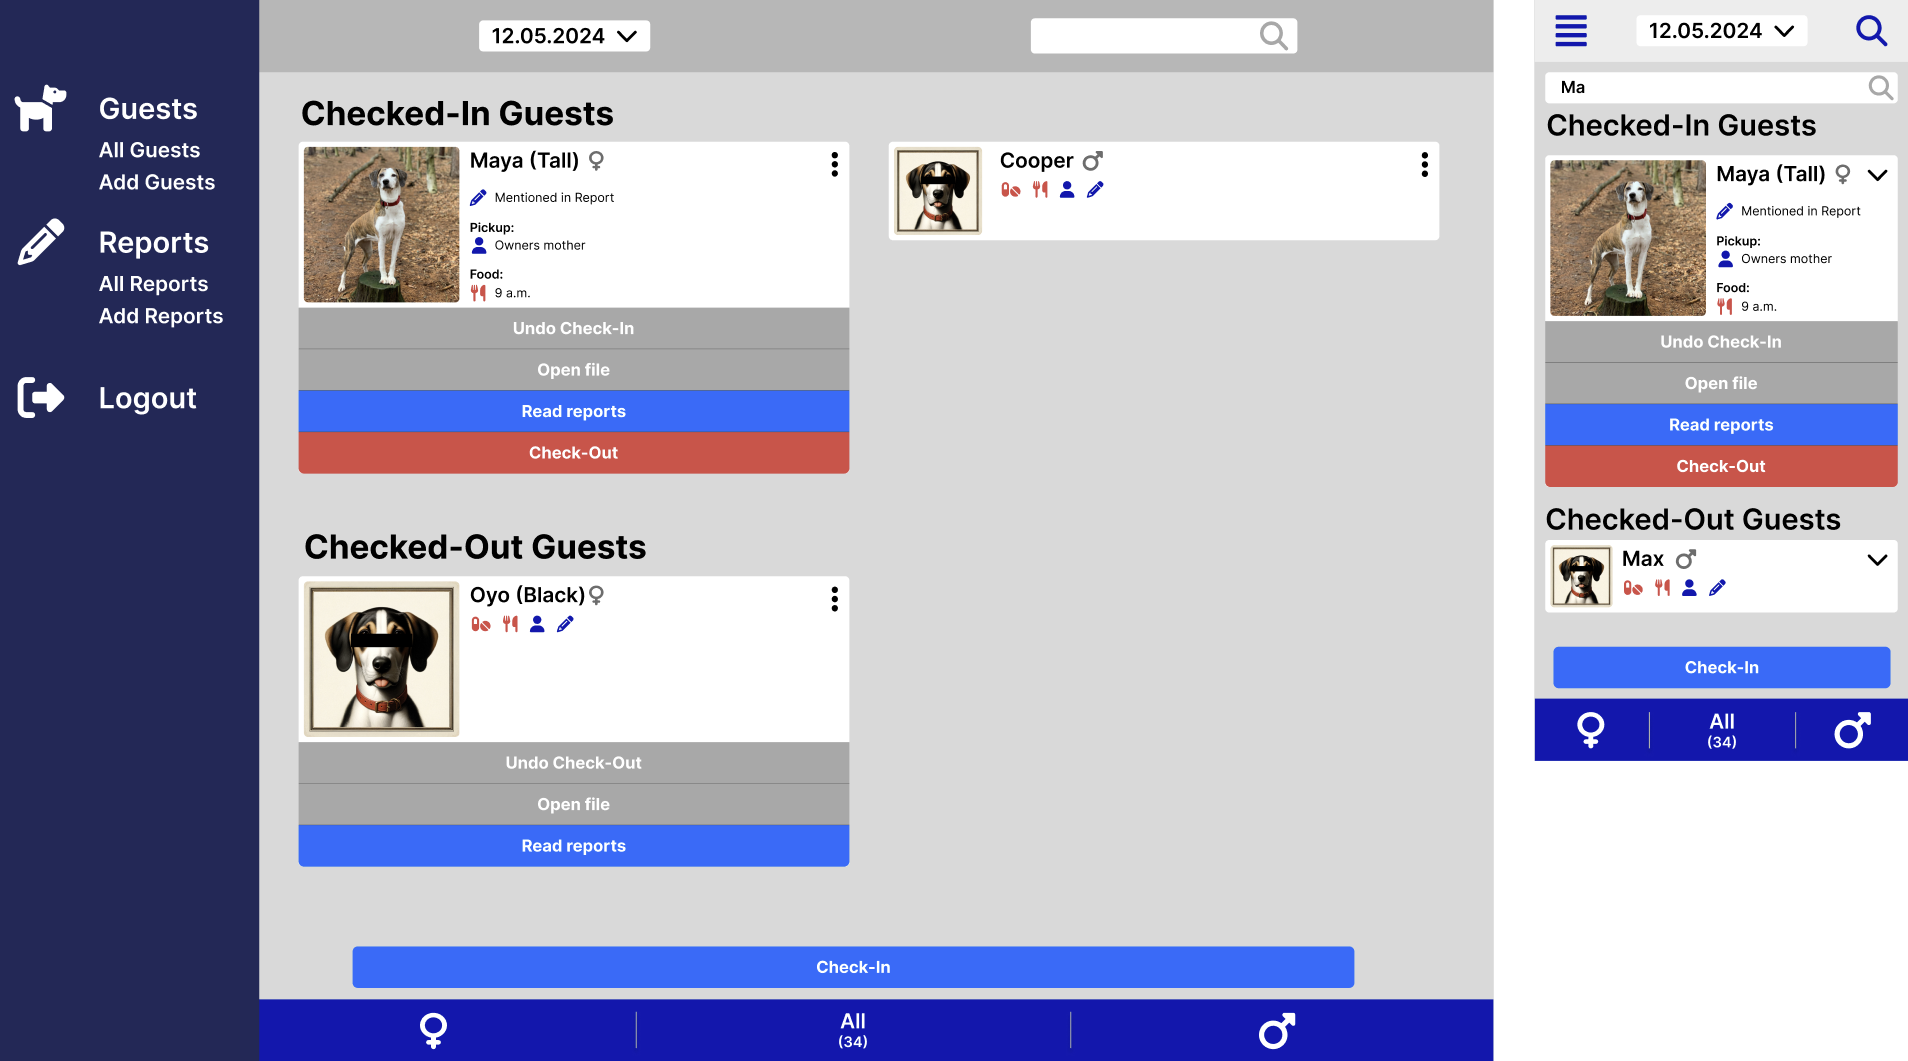 Guests
All Guests
Add Guests
Reports
All Reports
Add Reports
Logout
12.05.2024
Checked-In Guests
Maya (Tall)
Mentioned in Report
Pickup:
Owners mother
Food:
9 a.m.
Undo Check-In
Open file
Read reports
Check-Out
Cooper
Checked-Out Guests
Oyo (Black)
Undo Check-Out
Open file
Read reports
Check-In
All
(34)
12.05.2024
Ma
Checked-In Guests
Maya (Tall)
Mentioned in Report
Pickup:
Owners mother
Food:
9 a.m.
Undo Check-In
Open file
Read reports
Check-Out
Checked-Out Guests
Max
Check-In
All
(34)